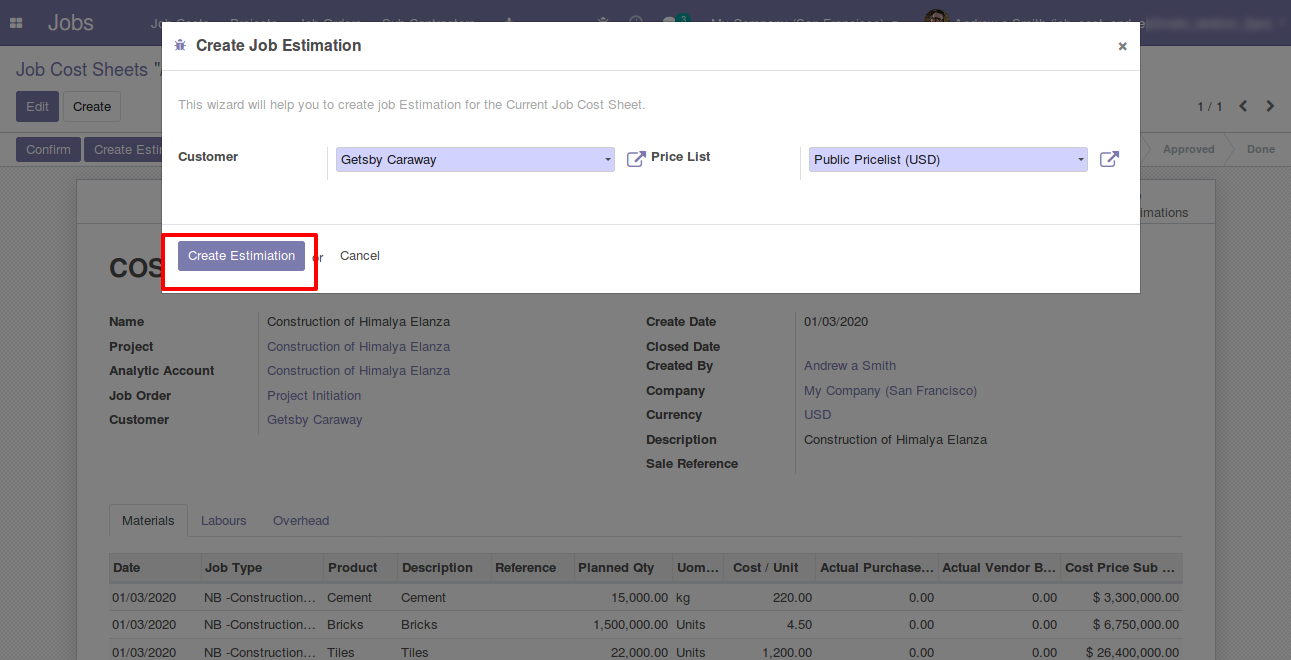 Jobs
Create Job Estimation
×
Job Cost Sheets
This wizard will help you to create job Estimation for the Current Job Cost Sheet.
Edit Create
1 / 1
Confirm
Customer Getsby Caraway Price List Public Pricelist (USD)
Approved Done
Create Estimiation or Cancel
Name Construction of Himalya Elanza Create Date 01/03/2020
Project Construction of Himalya Elanza Closed Date
Analytic Account Construction of Himalya Elanza Created By Andrew a Smith
Job Order Project Initiation Company My Company (San Francisco)
Customer Getsby Caraway Currency USD
Description Construction of Himalya Elanza
Sale Reference
Materials Labours Overhead
Date Job Type Product Description Reference Planned Qty Uom... Cost / Unit Actual Purchase... Actual Vendor B... Cost Price Sub ...
01/03/2020 NB -Construction... Cement Cement 15,000.00 kg 220.00 0.00 0.00 $ 3,300,000.00
01/03/2020 NB -Construction... Bricks Bricks 1,500,000.00 Units 4.50 0.00 0.00 $ 6,750,000.00
01/03/2020 NB -Construction... Tiles Tiles 22,000.00 Units 1,200.00 0.00 0.00 $ 26,400,000.00